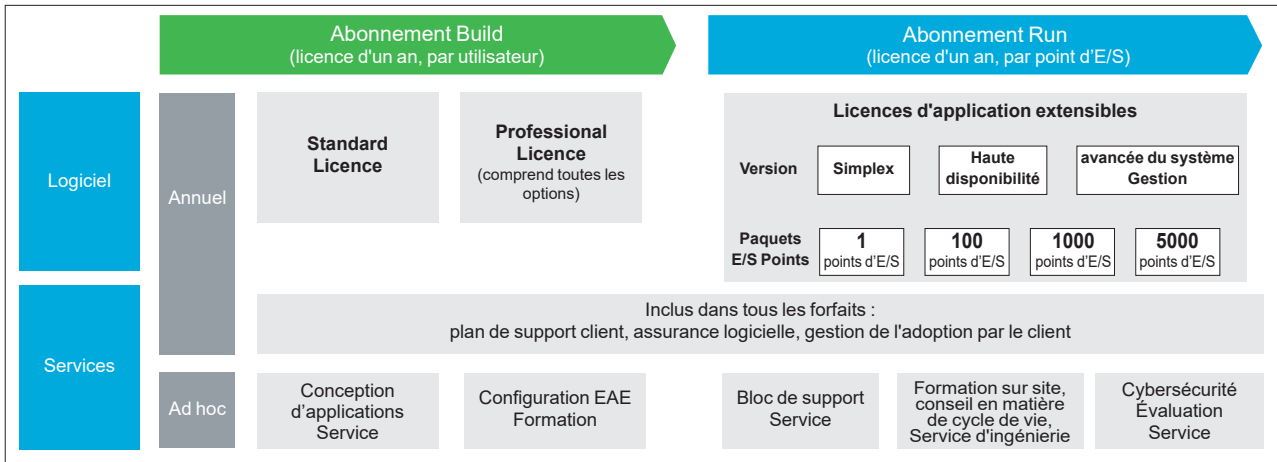 Abonnement Build
(licence d'un an, par utilisateur)
Abonnement Run
(licence d'un an, par point d'E/S)
Logiciel
Annuel
Standard
Licence
Professional
Licence
(comprend toutes les
options)
Licences d'application extensibles
Version
Simplex
Haute
disponibilité
avancée du système
Gestion
Paquets
E/S Points
1
points d'E/S
100
points d'E/S
1000
points d'E/S
5000
points d'E/S
Services
Inclus dans tous les forfaits :
plan de support client, assurance logicielle, gestion de l'adoption par le client
Ad hoc
Conception
d'applications
Service
Configuration EAE
Formation
Bloc de support
Service
Formation sur site,
conseil en matière
de cycle de vie,
Service d'ingénierie
Cybersécurité
Évaluation
Service